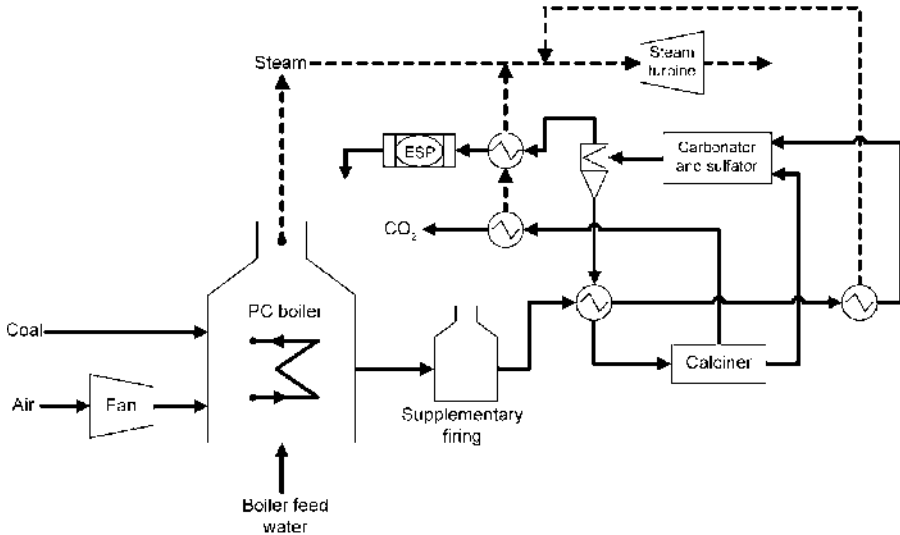 Steam
Steam
turbine
ESP
Carbonator
and sulfator
CO₂
PC boiler
Coal
Calciner
Air
Fan
Supplementary
firing
Boiler feed
water